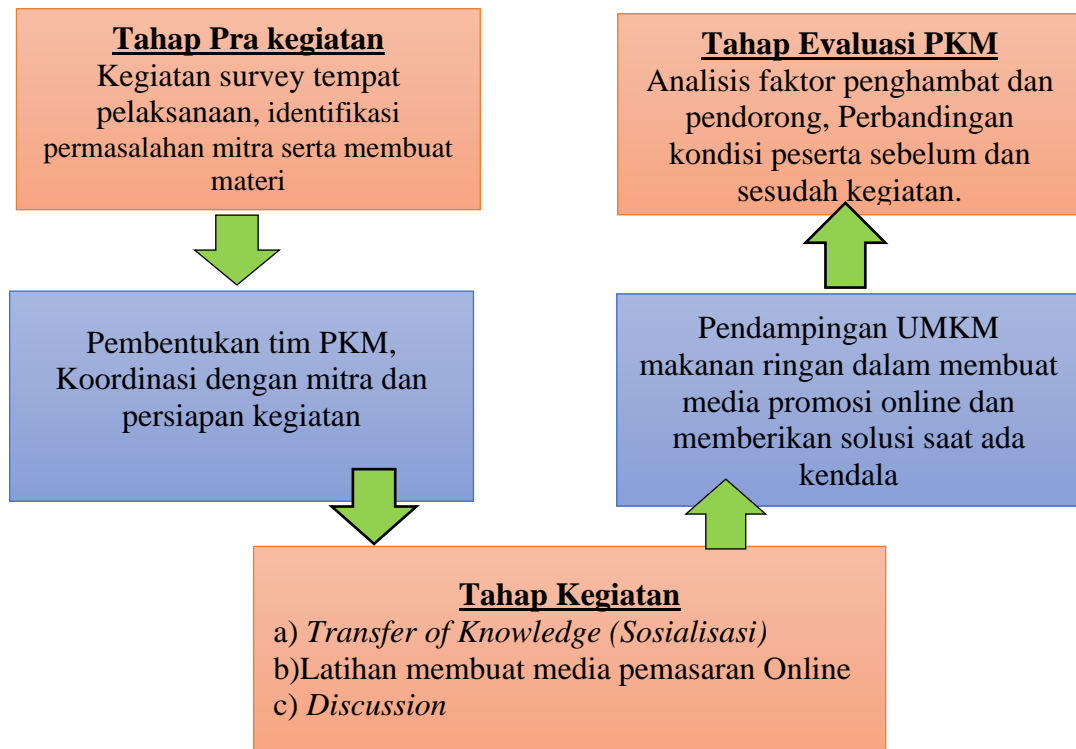 Tahap Pra kegiatan
Kegiatan survey tempat
pelaksanaan, identifikasi
permasalahan mitra serta membuat
materi
Pembentukan tim PKM,
Koordinasi dengan mitra dan
persiapan kegiatan
Tahap Kegiatan
a) Transfer of Knowledge (Sosialisasi)
b)Latihan membuat media pemasaran Online
c) Discussion
Pendampingan UMKM
makanan ringan dalam membuat
media promosi online dan
memberikan solusi saat ada
kendala
Tahap Evaluasi PKM
Analisis faktor penghambat dan
pendorong, Perbandingan
kondisi peserta sebelum dan
sesudah kegiatan.